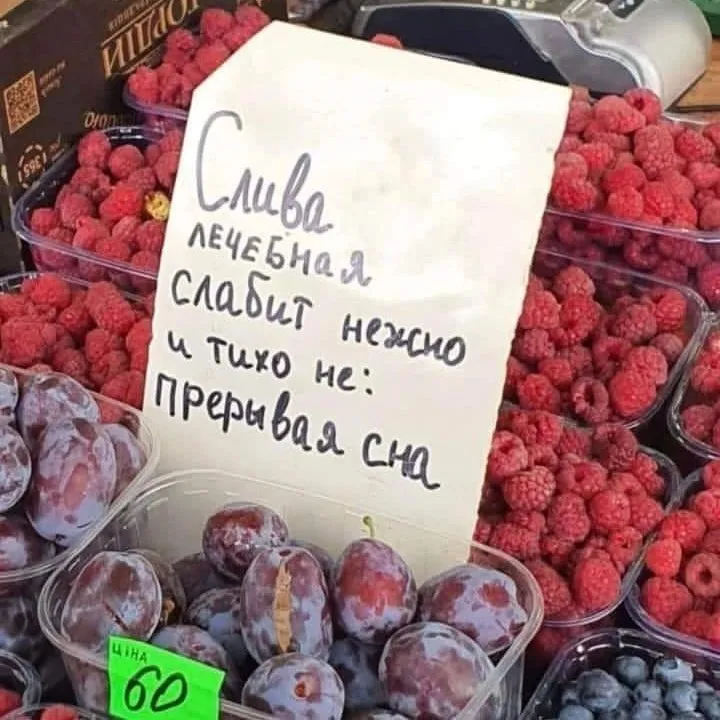 Слива
лечебная
слабит нежно
и тихо не:
прерывая сна
ЦІНА
60